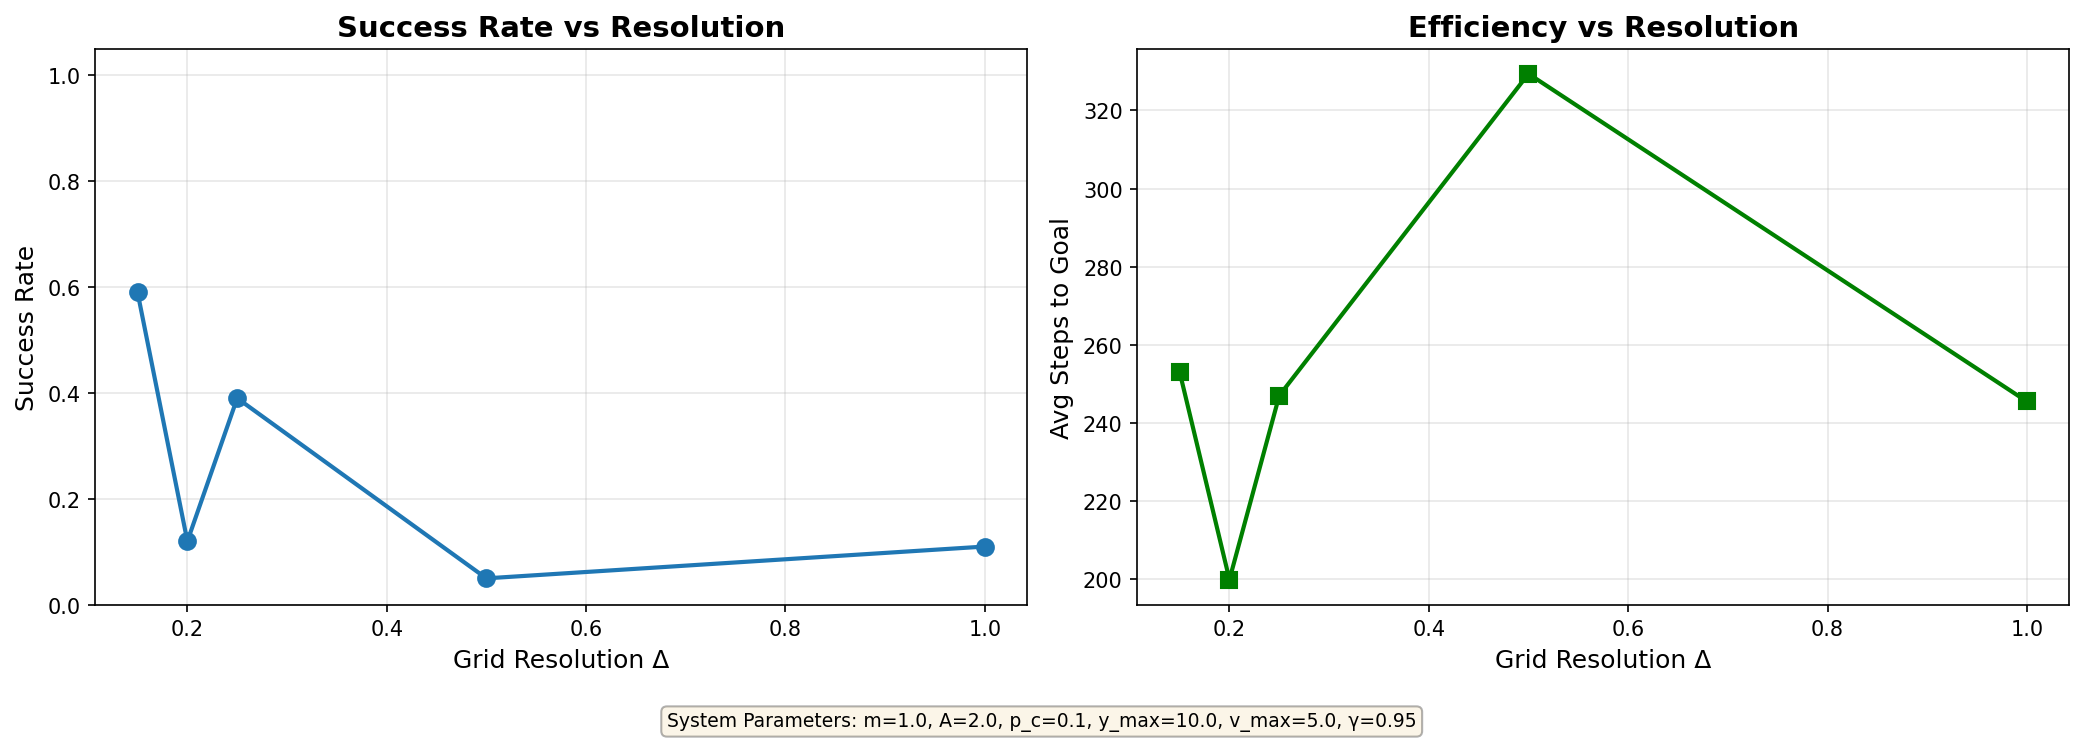 Success Rate vs Resolution
Success Rate
1.0
0.8
0.6
0.4
0.2
0.0
0.2 0.4 0.6 0.8 1.0
Grid Resolution Δ
Efficiency vs Resolution
Avg Steps to Goal
320
300
280
260
240
220
200
0.2 0.4 0.6 0.8 1.0
Grid Resolution Δ
System Parameters: m=1.0, A=2.0, p_c=0.1, y_max=10.0, v_max=5.0, γ=0.95